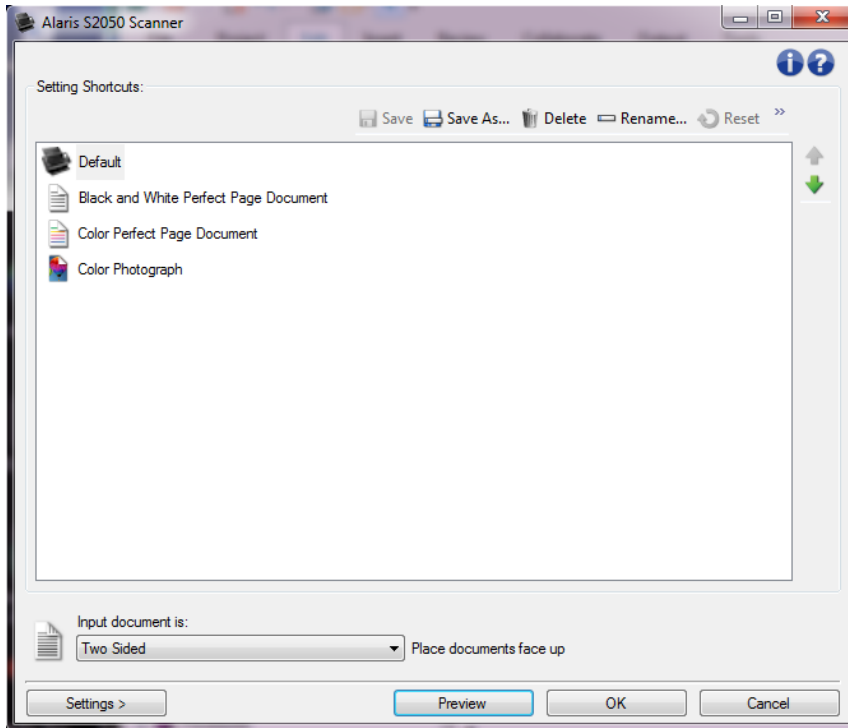 Alaris S2050 Scanner
Setting Shortcuts:
Save Save As... Delete Rename... Reset »
Default
Black and White Perfect Page Document
Color Perfect Page Document
Color Photograph
Input document is:
Two Sided Place documents face up
Settings > Preview OK Cancel